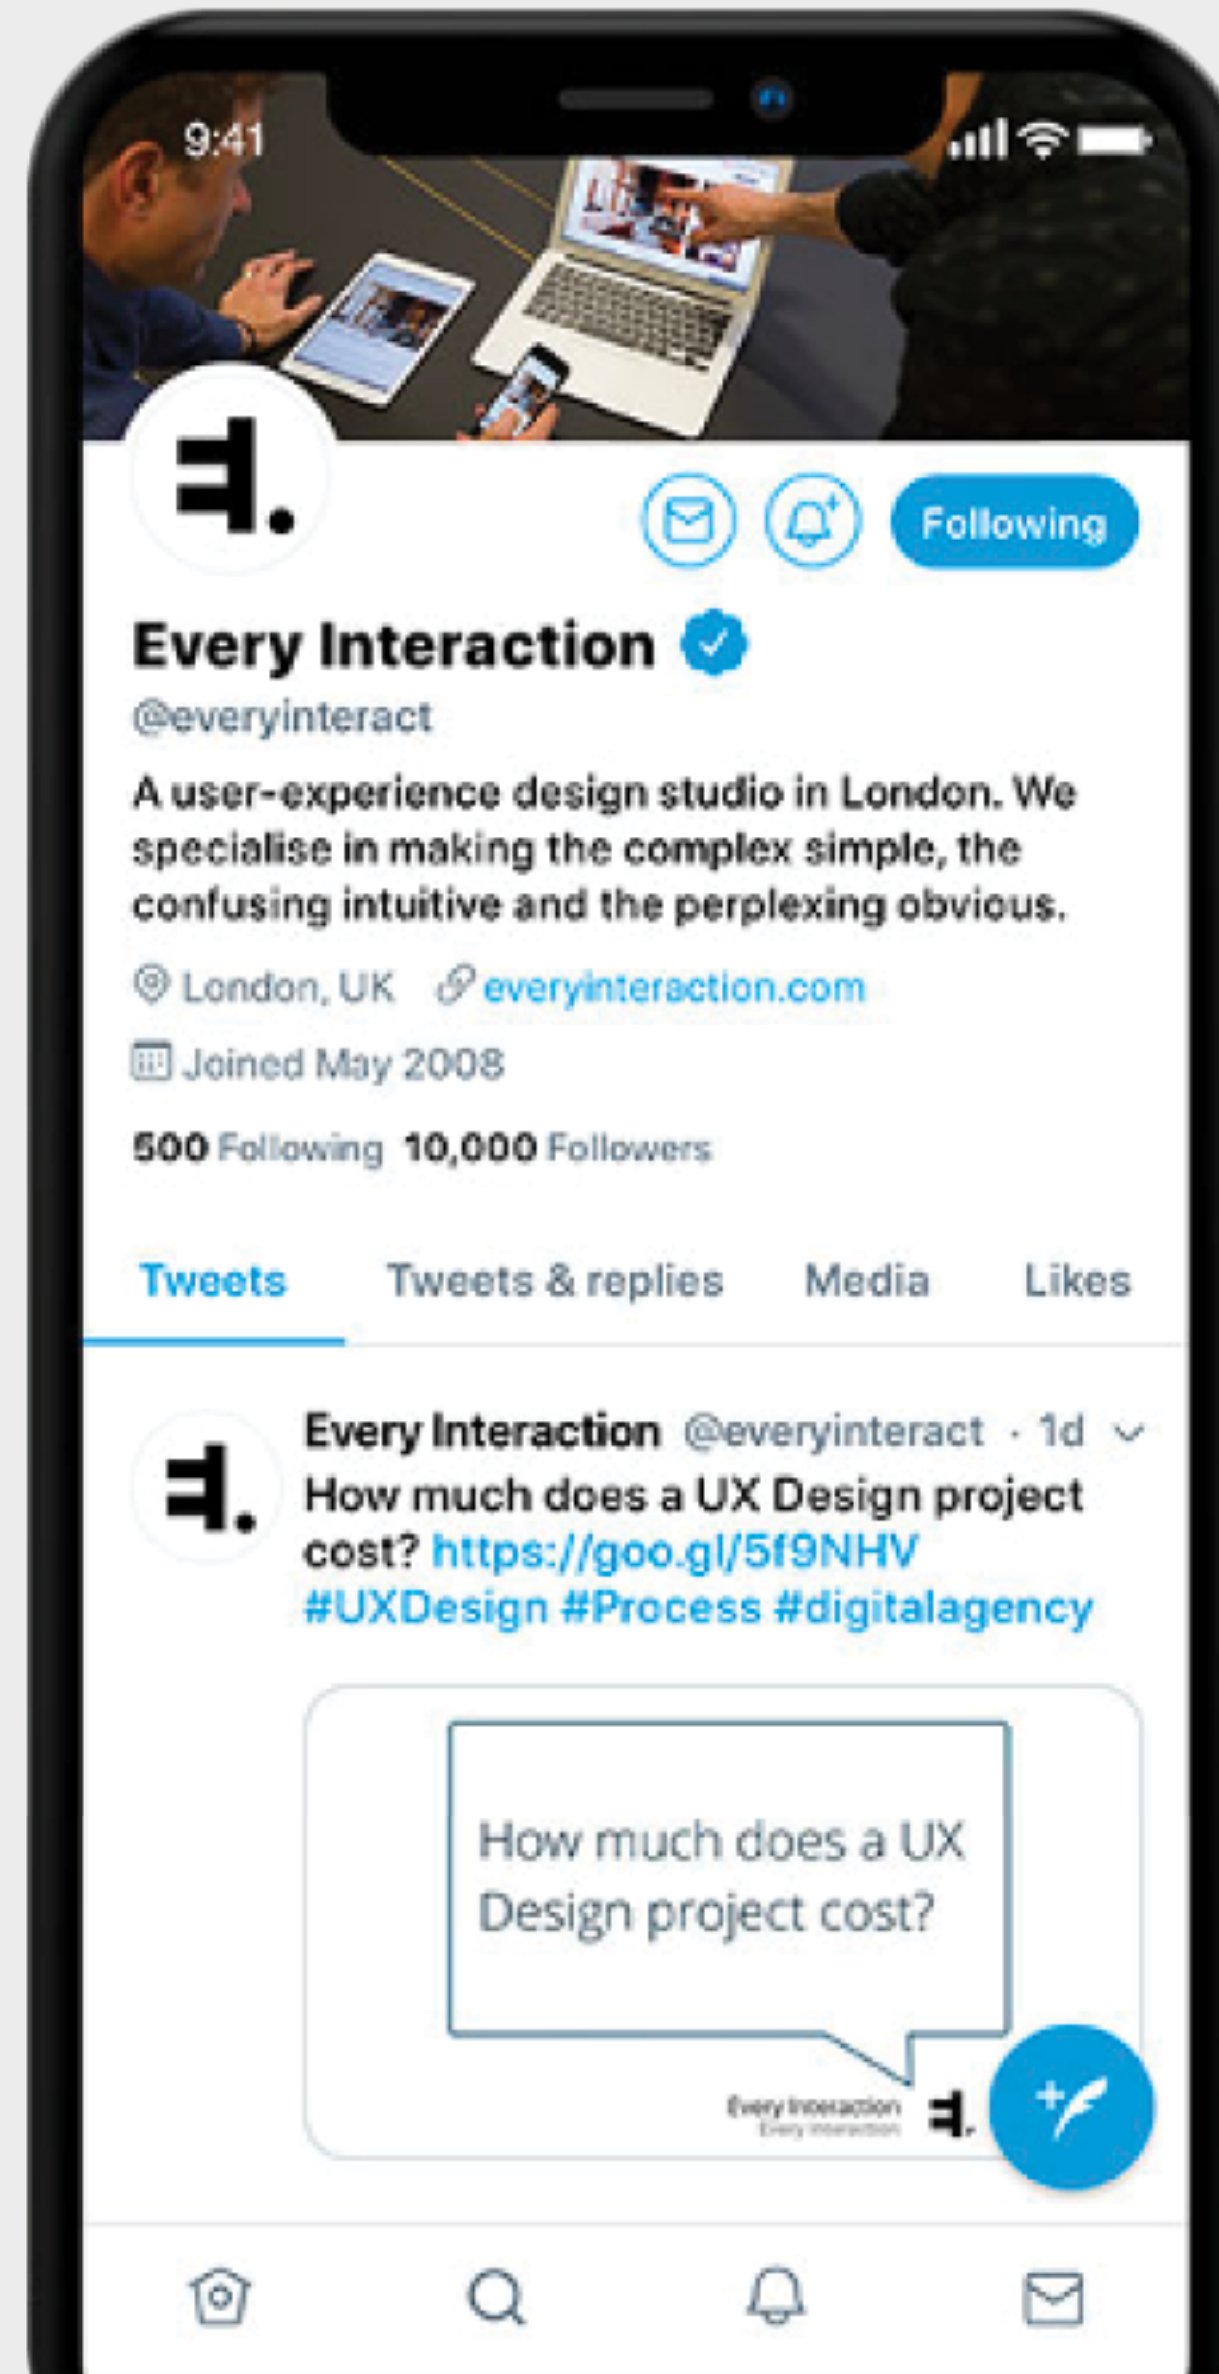 9:41
Following
Every Interaction
@everyinteract
A user-experience design studio in London. We
specialise in making the complex simple, the
confusing intuitive and the perplexing obvious.
London, UK everyinteraction.com
Joined May 2008
500 Following 10,000 Followers
Tweets Tweets & replies Media Likes
Every Interaction @everyinteract · 1d
How much does a UX Design project
cost? https://goo.gl/5f9NHV
#UXDesign #Process #digitalagency
How much does a UX
Design project cost?
Every Interaction
Every Interaction